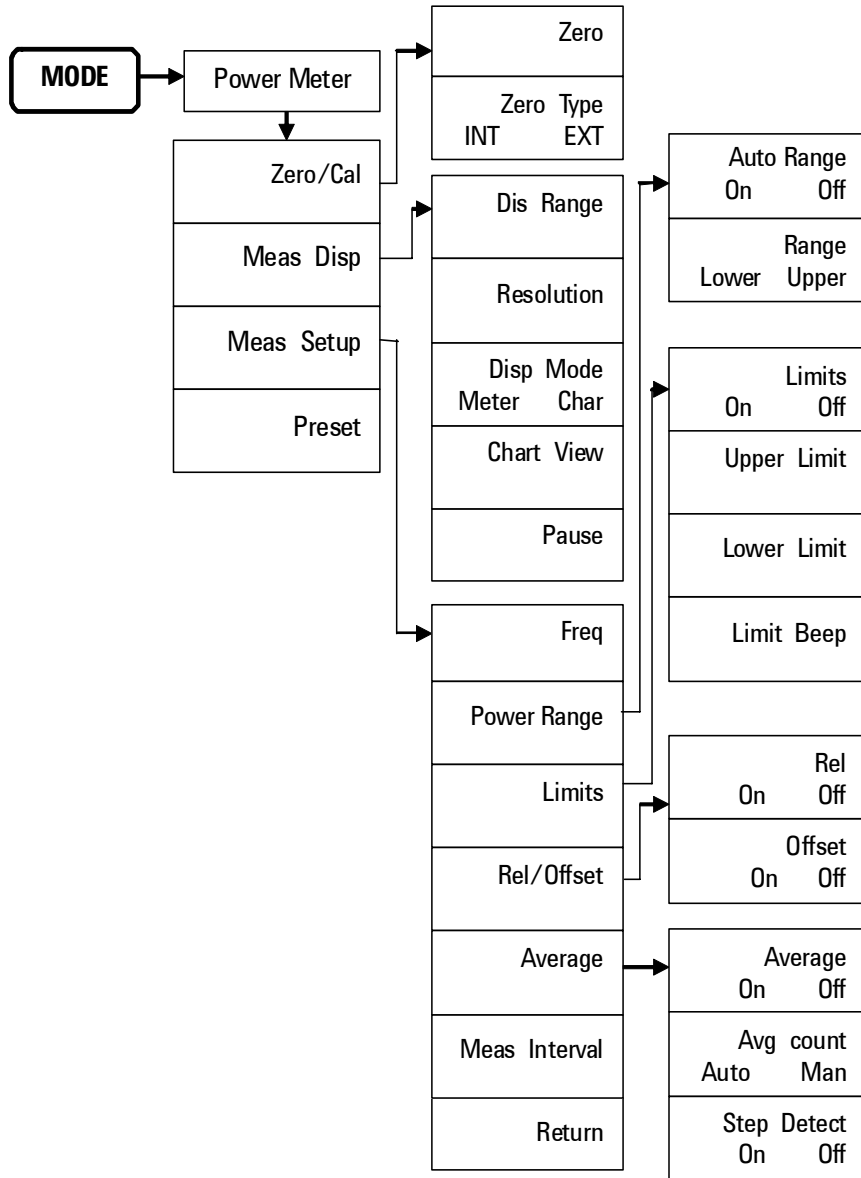 MODE
Power Meter
Zero/Cal
Meas Disp
Meas Setup
Preset
Zero
Zero Type
INT EXT
Dis Range
Resolution
Disp Mode
Meter Char
Chart View
Pause
Freq
Power Range
Limits
Rel/Offset
Average
Meas Interval
Return
Auto Range
On Off
Range
Lower Upper
Limits
On Off
Upper Limit
Lower Limit
Limit Beep
Rel
On Off
Offset
On Off
Average
On Off
Avg count
Auto Man
Step Detect
On Off